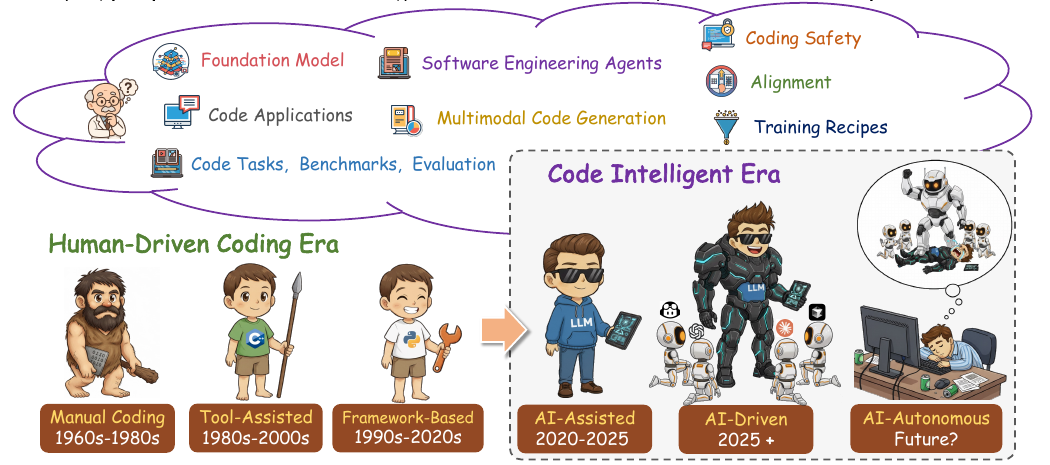 Foundation Model
Software Engineering Agents
Coding Safety
Alignment
Code Applications
Multimodal Code Generation
Training Recipes
Code Tasks, Benchmarks, Evaluation
Code Intelligent Era
Human-Driven Coding Era
?
C++
LLM
LLM
Manual Coding
1960s-1980s
Tool-Assisted
1980s-2000s
Framework-Based
1990s-2020s
AI-Assisted
2020-2025
AI-Driven
2025 +
AI-Autonomous
Future?